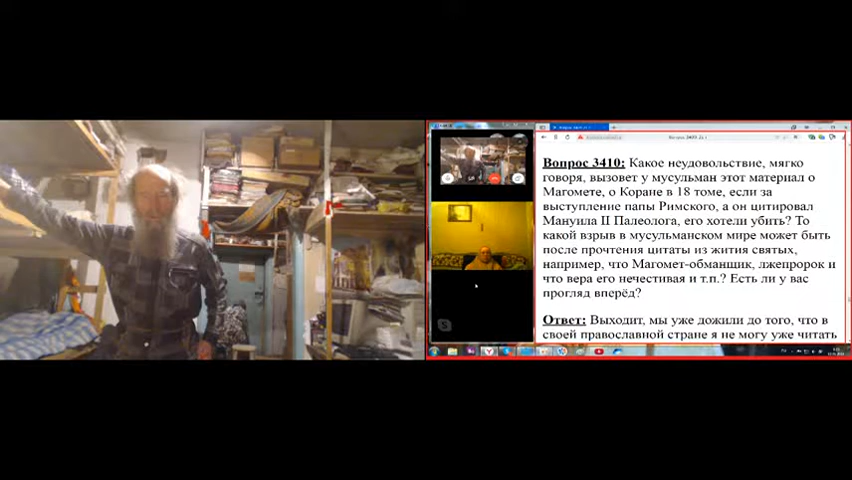 Вопрос 3410: Какое неудовольствие, мягко
говоря, вызовет у мусульман этот материал о
Магомете, о Коране в 18 томе, если за
выступление папы Римского, а он цитировал
Мануила II Палеолога, его хотели убить? То
какой взрыв в мусульманском мире может быть
после прочтения цитаты из жития святых,
например, что Магомет-обманщик, лжепророк и
что вера его нечестивая и т.п.? Есть ли у вас
прогляд вперёд?
Ответ: Выходит, мы уже дожили до того, что в
своей православной стране я не могу уже читать